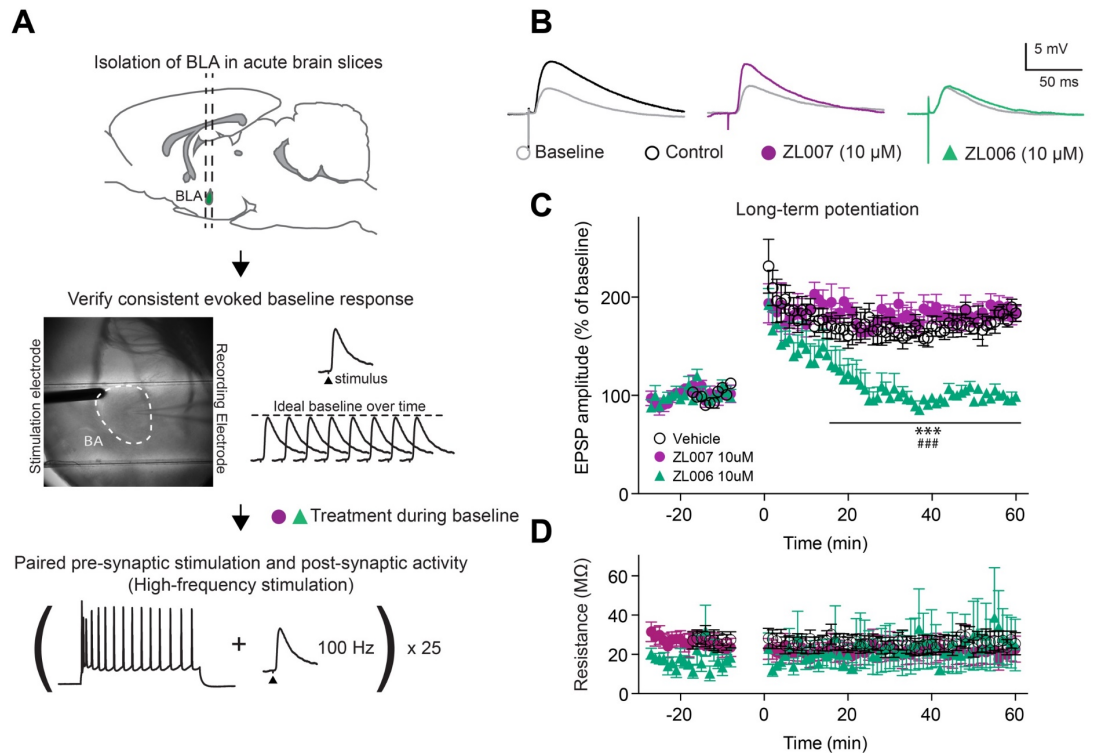 A
Isolation of BLA in acute brain slices
BLA
Verify consistent evoked baseline response
Stimulation electrode
BA
Recording Electrode
stimulus
Ideal baseline over time
Treatment during baseline
Paired pre-synaptic stimulation and post-synaptic activity
(High-frequency stimulation)
( + 100 Hz ) x 25
B
5 mV
50 ms
Baseline
Control
ZL007 (10 µM)
ZL006 (10 µM)
C
Long-term potentiation
EPSP amplitude (% of baseline)
200
100
0
Vehicle
ZL007 10uM
ZL006 10uM
***
###
-20 0 20 40 60
Time (min)
D
Resistance (MΩ)
60
40
20
0
-20 0 20 40 60
Time (min)